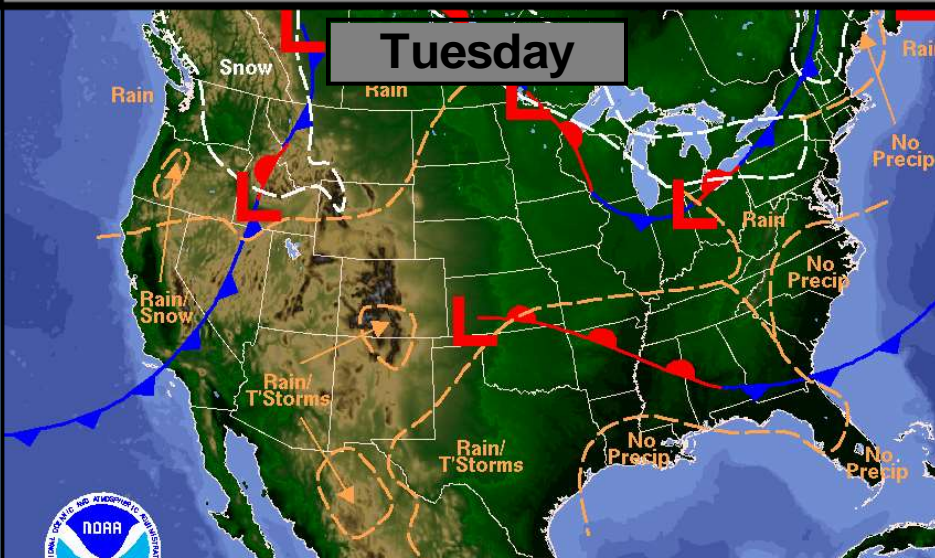 Tuesday
Snow
Rain
Rain
Rain
No
Precip
L
L
L
L
L
Rain
No
Precip
Rain/
Snow
Rain/
T'Storms
Rain/
T'Storms
No
Precip
No
Precip
NOAA